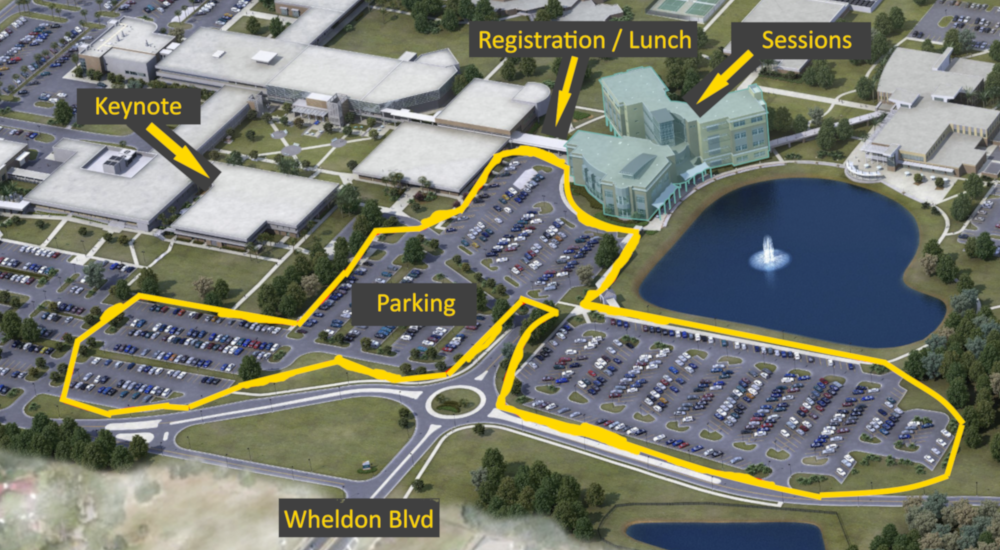 Registration / Lunch
Sessions
Keynote
Parking
Wheldon Blvd